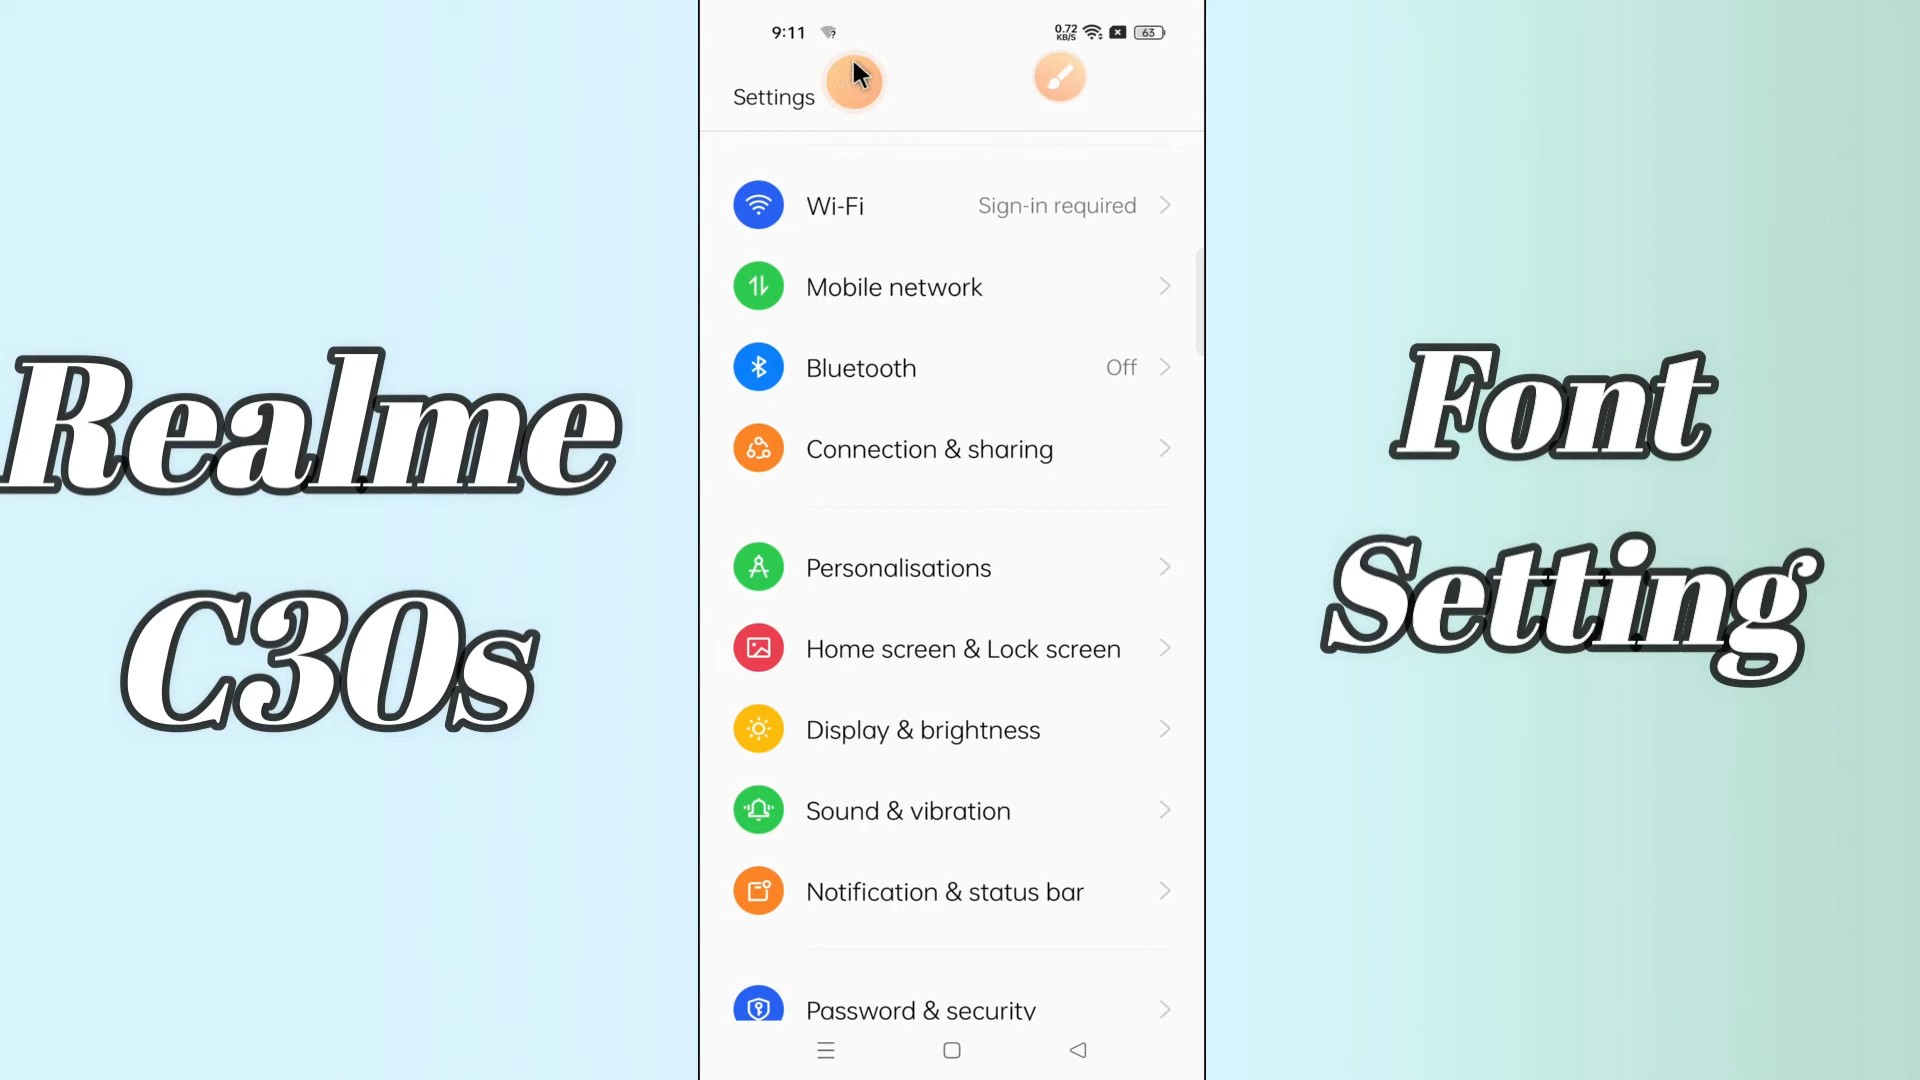 9:11
0.72
KB/S
63
Settings
Wi-Fi Sign-in required
Mobile network
Bluetooth Off
Connection & sharing
Personalisations
Home screen & Lock screen
Display & brightness
Sound & vibration
Notification & status bar
Password & security
Realme
C30s
Font
Setting